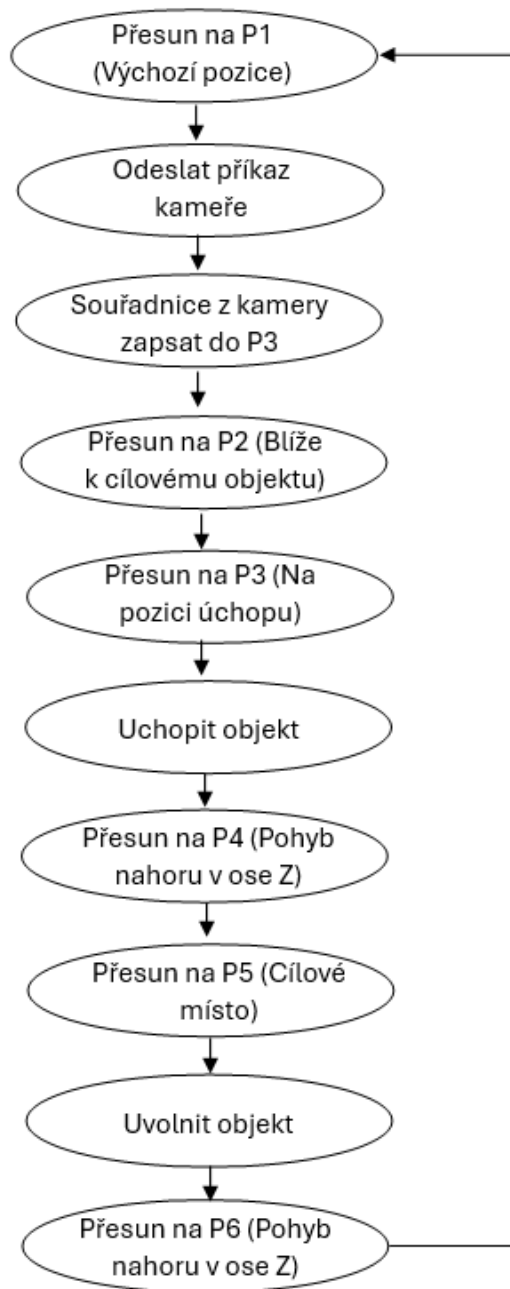 Přesun na P1
(Výchozí pozice)
Odeslat příkaz
kameře
Souřadnice z kamery
zapsat do P3
Přesun na P2 (Blíže
k cílovému objektu)
Přesun na P3 (Na
pozici úchopu)
Uchopit objekt
Přesun na P4 (Pohyb
nahoru v ose Z)
Přesun na P5 (Cílové
místo)
Uvolnit objekt
Přesun na P6 (Pohyb
nahoru v ose Z)